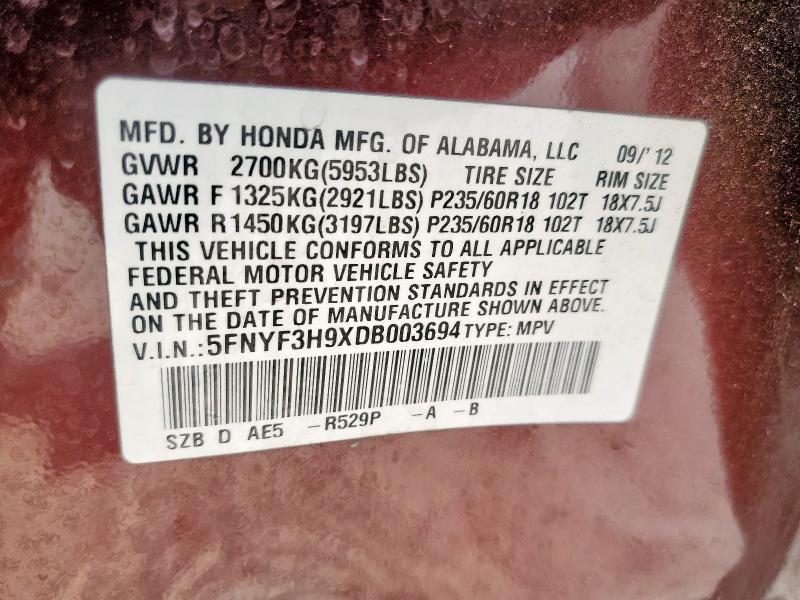 MFD. BY HONDA MFG. OF ALABAMA, LLC 09/'12
GVWR 2700KG(5953LBS) TIRE SIZE RIM SIZE
GAWR F 1325KG(2921LBS) P235/60R18 102T 18X7.5J
GAWR R1450KG(3197LBS) P235/60R18 102T 18X7.5J
THIS VEHICLE CONFORMS TO ALL APPLICABLE
FEDERAL MOTOR VEHICLE SAFETY
AND THEFT PREVENTION STANDARDS IN EFFECT
ON THE DATE OF MANUFACTURE SHOWN ABOVE.
V.I.N.:5FNYF3H9XDB003694 TYPE: MPV
SZB D AE5 -R529P -A -B